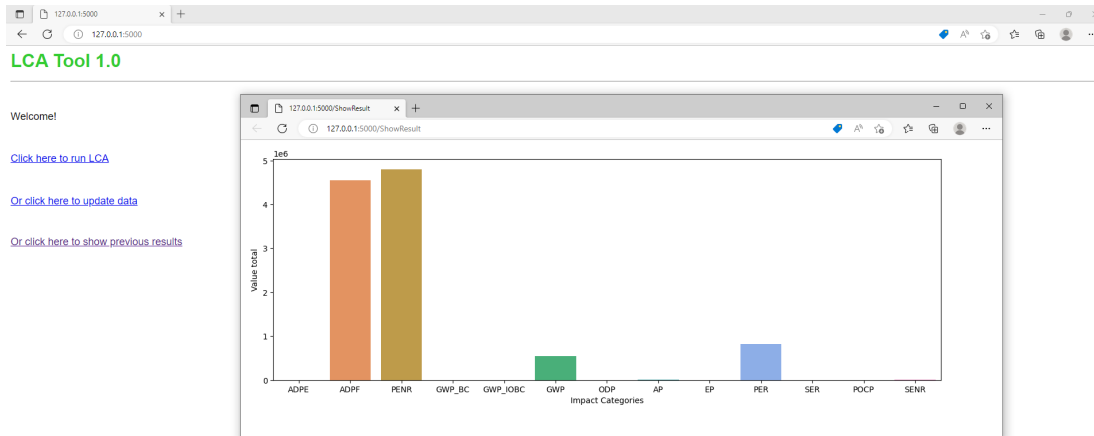 127.0.0.1:5000
127.0.0.1:5000
LCA Tool 1.0
Welcome!
Click here to run LCA
Or click here to update data
Or click here to show previous results
127.0.0.1:5000/ShowResult
127.0.0.1:5000/ShowResult
1e6
5
4
3
2
1
0
Value total
ADPE ADPF PENR GWP_BC GWP_IOBC GWP ODP AP EP PER SER POCP SENR
Impact Categories